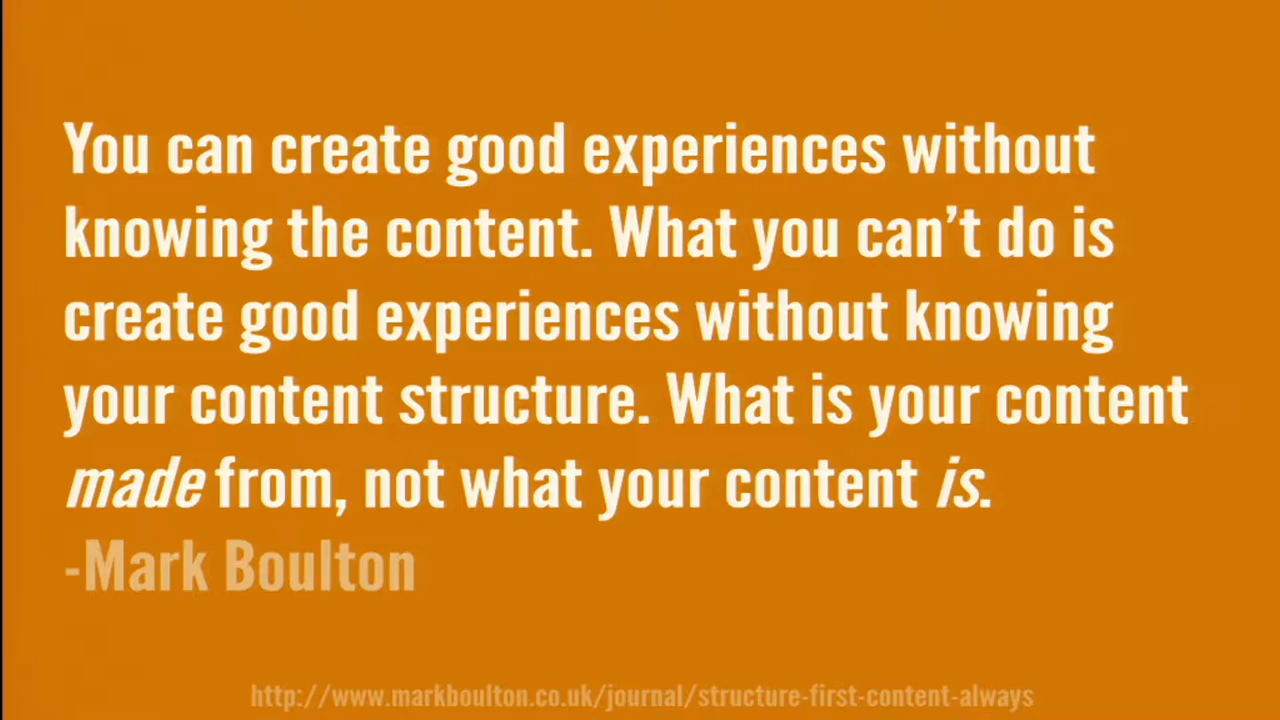 You can create good experiences without
knowing the content. What you can’t do is
create good experiences without knowing
your content structure. What is your content
made from, not what your content is.
-Mark Boulton
http://www.markboulton.co.uk/journal/structure-first-content-always